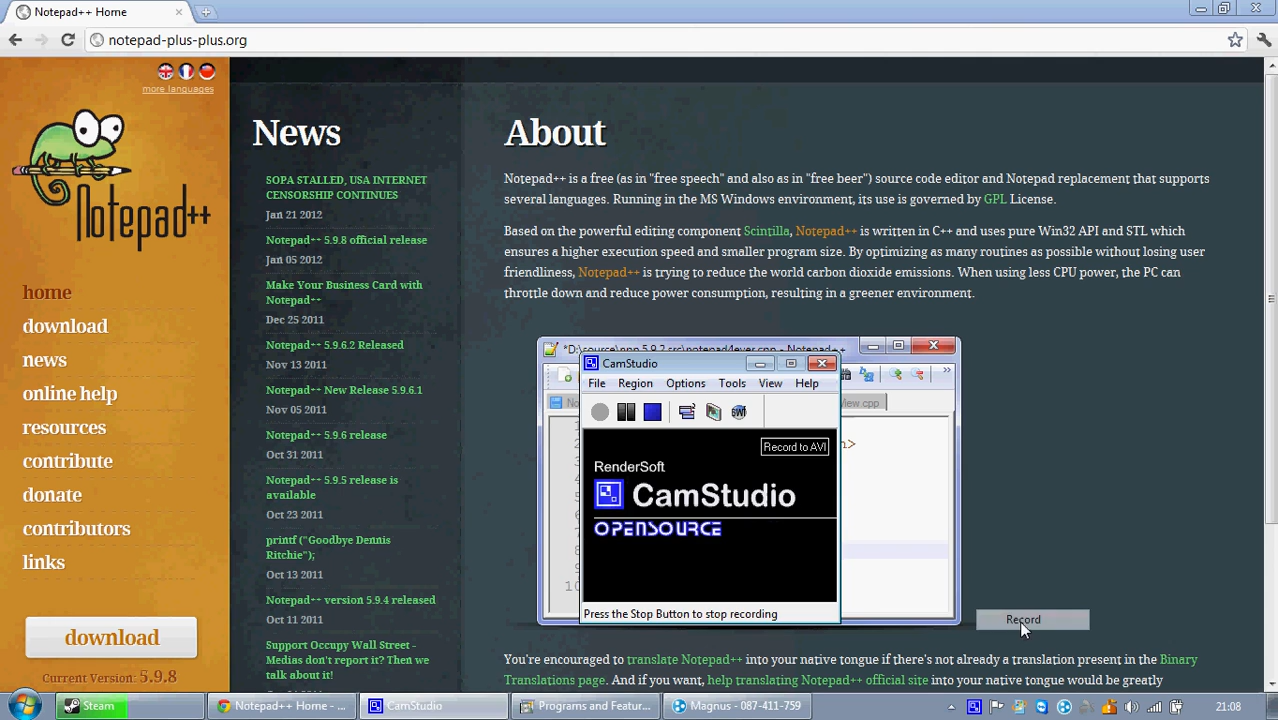 Notepad++ Home
notepad-plus-plus.org
more languages
Notepad++
home
download
news
online help
resources
contribute
donate
contributors
links
download
Current Version: 5.9.8
News
SOPA STALLED, USA INTERNET
CENSORSHIP CONTINUES
Jan 21 2012
Notepad++ 5.9.8 official release
Jan 05 2012
Make Your Business Card with
Notepad++
Dec 25 2011
Notepad++ 5.9.6.2 Released
Nov 13 2011
Notepad++ New Release 5.9.6.1
Nov 05 2011
Notepad++ 5.9.6 release
Oct 31 2011
Notepad++ 5.9.5 release is
available
Oct 23 2011
printf ("Goodbye Dennis
Ritchie");
Oct 13 2011
Notepad++ version 5.9.4 released
Oct 11 2011
Support Occupy Wall Street -
Medias don't report it? Then we
talk about it!
About
Notepad++ is a free (as in "free speech" and also as in "free beer") source code editor and Notepad replacement that supports
several languages. Running in the MS Windows environment, its use is governed by GPL License.
Based on the powerful editing component Scintilla, Notepad++ is written in C++ and uses pure Win32 API and STL which
ensures a higher execution speed and smaller program size. By optimizing as many routines as possible without losing user
friendliness, Notepad++ is trying to reduce the world carbon dioxide emissions. When using less CPU power, the PC can
throttle down and reduce power consumption, resulting in a greener environment.
*D:\source\npp.5.9.2.src\notepad4ever.cpp - Notepad++
CamStudio
File Region Options Tools View Help
Record to AVI
RenderSoft
CamStudio
OPENSOURCE
Press the Stop Button to stop recording
Record
You're encouraged to translate Notepad++ into your native tongue if there's not already a translation present in the Binary
Translations page. And if you want, help translating Notepad++ official site into your native tongue would be greatly
Steam
Notepad++ Home - ...
CamStudio
Programs and Featur...
Magnus - 087-411-759
21:08